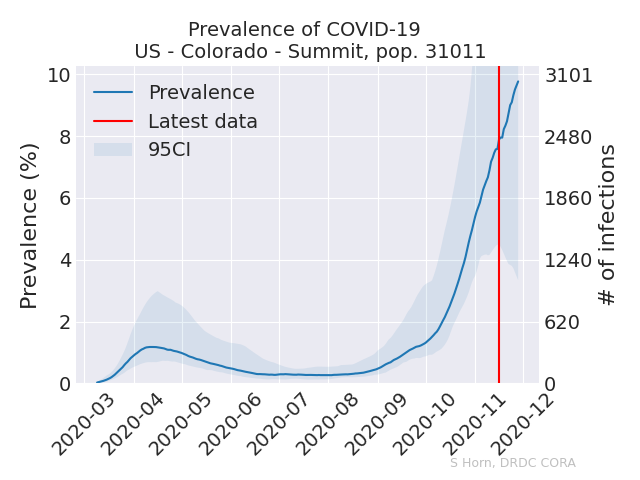 Prevalence of COVID-19
US - Colorado - Summit, pop. 31011
Prevalence
Latest data
95CI
Prevalence (%)
10
8
6
4
2
0
3101
2480
1860
1240
620
0
# of infections
2020-03
2020-04
2020-05
2020-06
2020-07
2020-08
2020-09
2020-10
2020-11
2020-12
S Horn, DRDC CORA